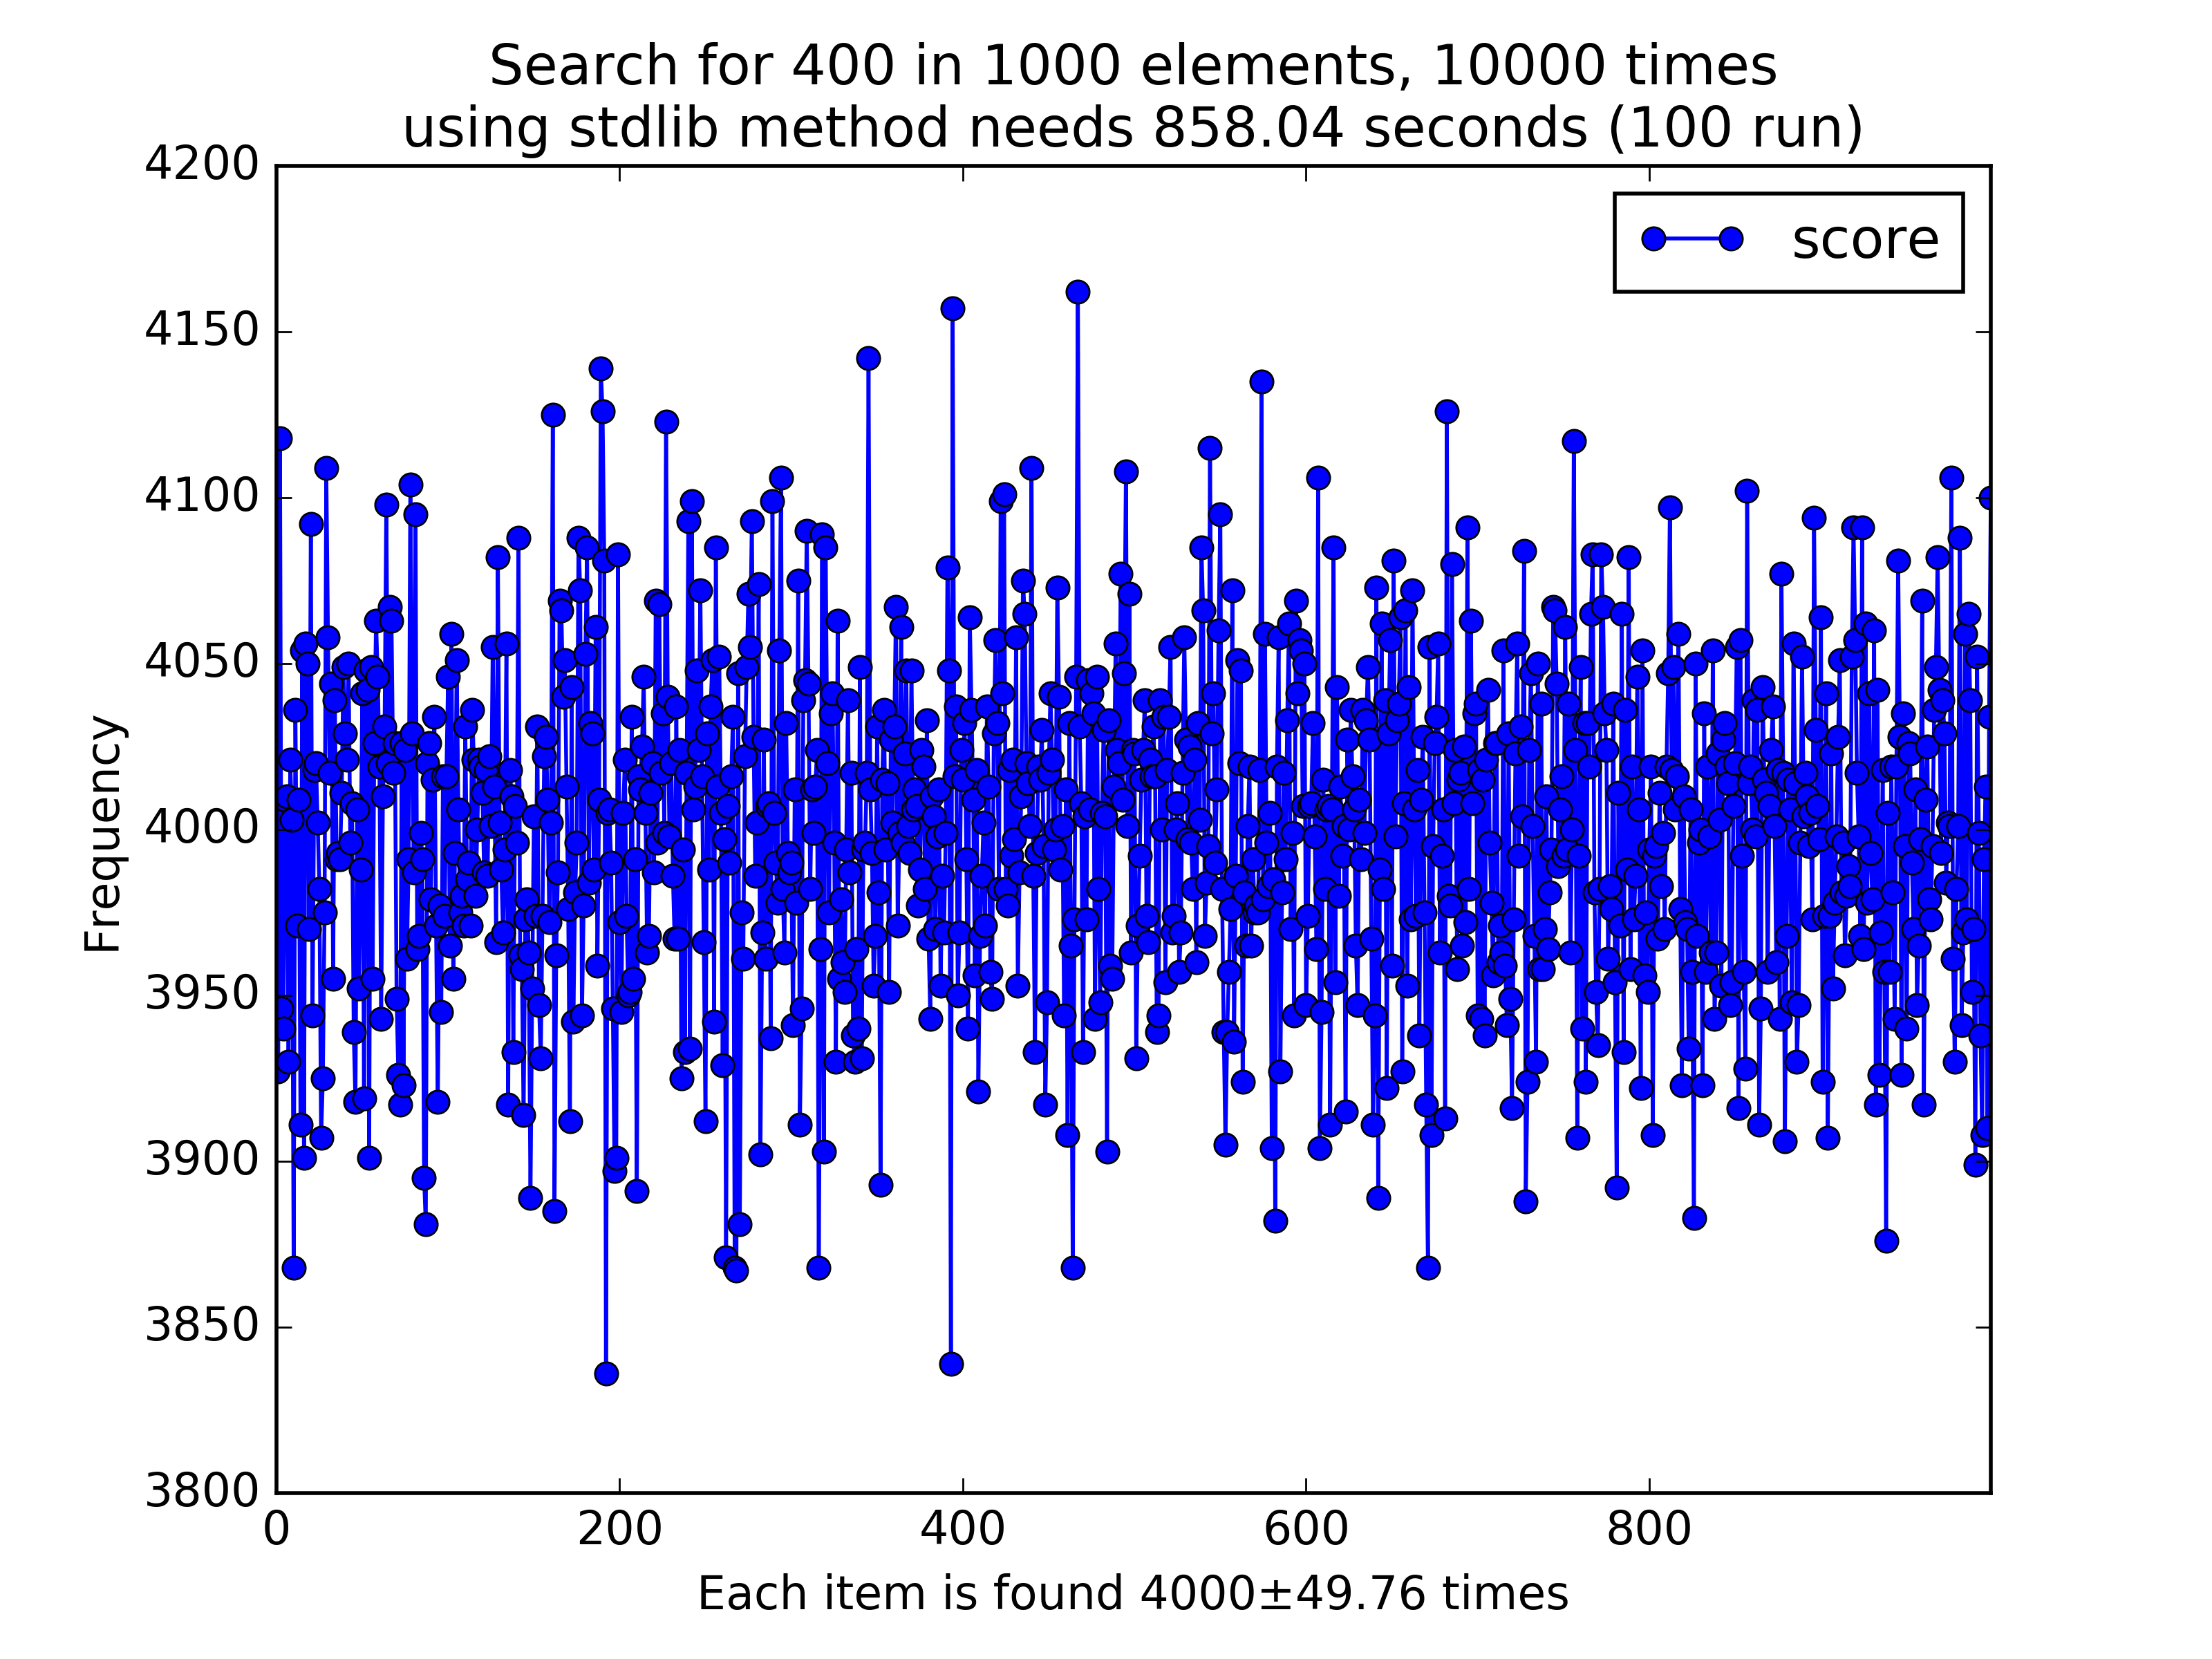 Search for 400 in 1000 elements, 10000 times
using stdlib method needs 858.04 seconds (100 run)
score
4200
4150
4100
4050
4000
3950
3900
3850
3800
Frequency
0 200 400 600 800
Each item is found 4000±49.76 times